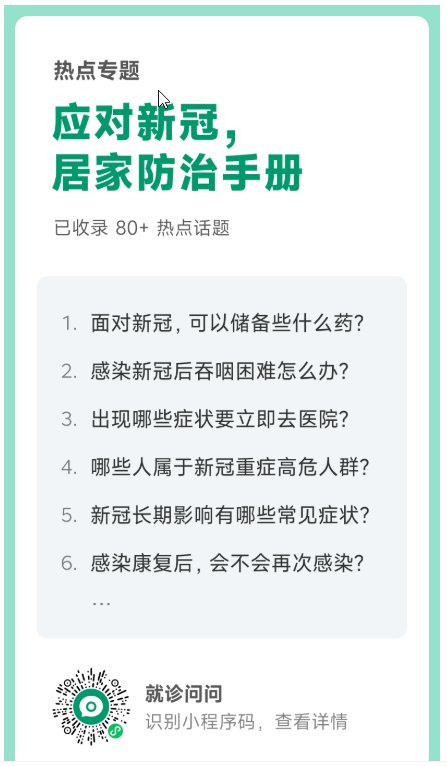 热点专题
应对新冠，
居家防治手册
已收录 80+ 热点话题
1. 面对新冠，可以储备些什么药？
2. 感染新冠后吞咽困难怎么办？
3. 出现哪些症状要立即去医院？
4. 哪些人属于新冠重症高危人群？
5. 新冠长期影响有哪些常见症状？
6. 感染康复后，会不会再次感染？
...
就诊问问
识别小程序码，查看详情